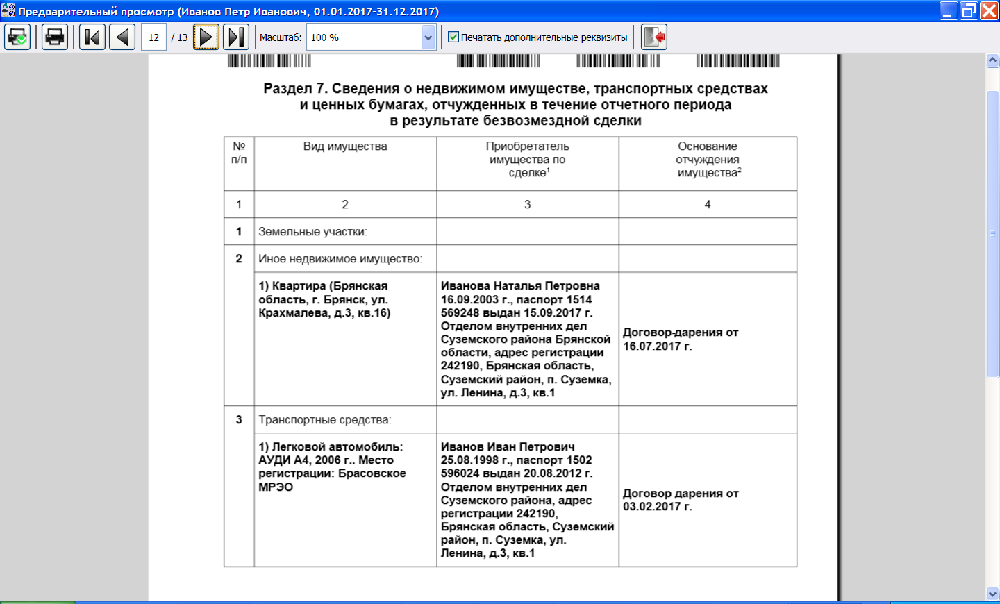 Предварительный просмотр (Иванов Петр Иванович, 01.01.2017-31.12.2017)
12 / 13 Масштаб: 100 % Печатать дополнительные реквизиты
Раздел 7. Сведения о недвижимом имуществе, транспортных средствах
и ценных бумагах, отчужденных в течение отчетного периода
в результате безвозмездной сделки
№
п/п
Вид имущества
Приобретатель
имущества по
сделке¹
Основание
отчуждения
имущества²
1 2 3 4
1 Земельные участки:
2 Иное недвижимое имущество:
1) Квартира (Брянская
область, г. Брянск, ул.
Крахмалева, д.3, кв.16)
Иванова Наталья Петровна
16.09.2003 г., паспорт 1514
569248 выдан 15.09.2017 г.
Отделом внутренних дел
Суземского района Брянской
области, адрес регистрации
242190, Брянская область,
Суземский район, п. Суземка,
ул. Ленина, д.3, кв.1
Договор-дарения от
16.07.2017 г.
3 Транспортные средства:
1) Легковой автомобиль:
АУДИ А4, 2006 г.. Место
регистрации: Брасовское
МРЭО
Иванов Иван Петрович
25.08.1998 г., паспорт 1502
596024 выдан 20.08.2012 г.
Отделом внутренних дел
Суземского района, адрес
регистрации 242190,
Брянская область, Суземский
район, п. Суземка, ул.
Ленина, д.3, кв.1
Договор дарения от
03.02.2017 г.